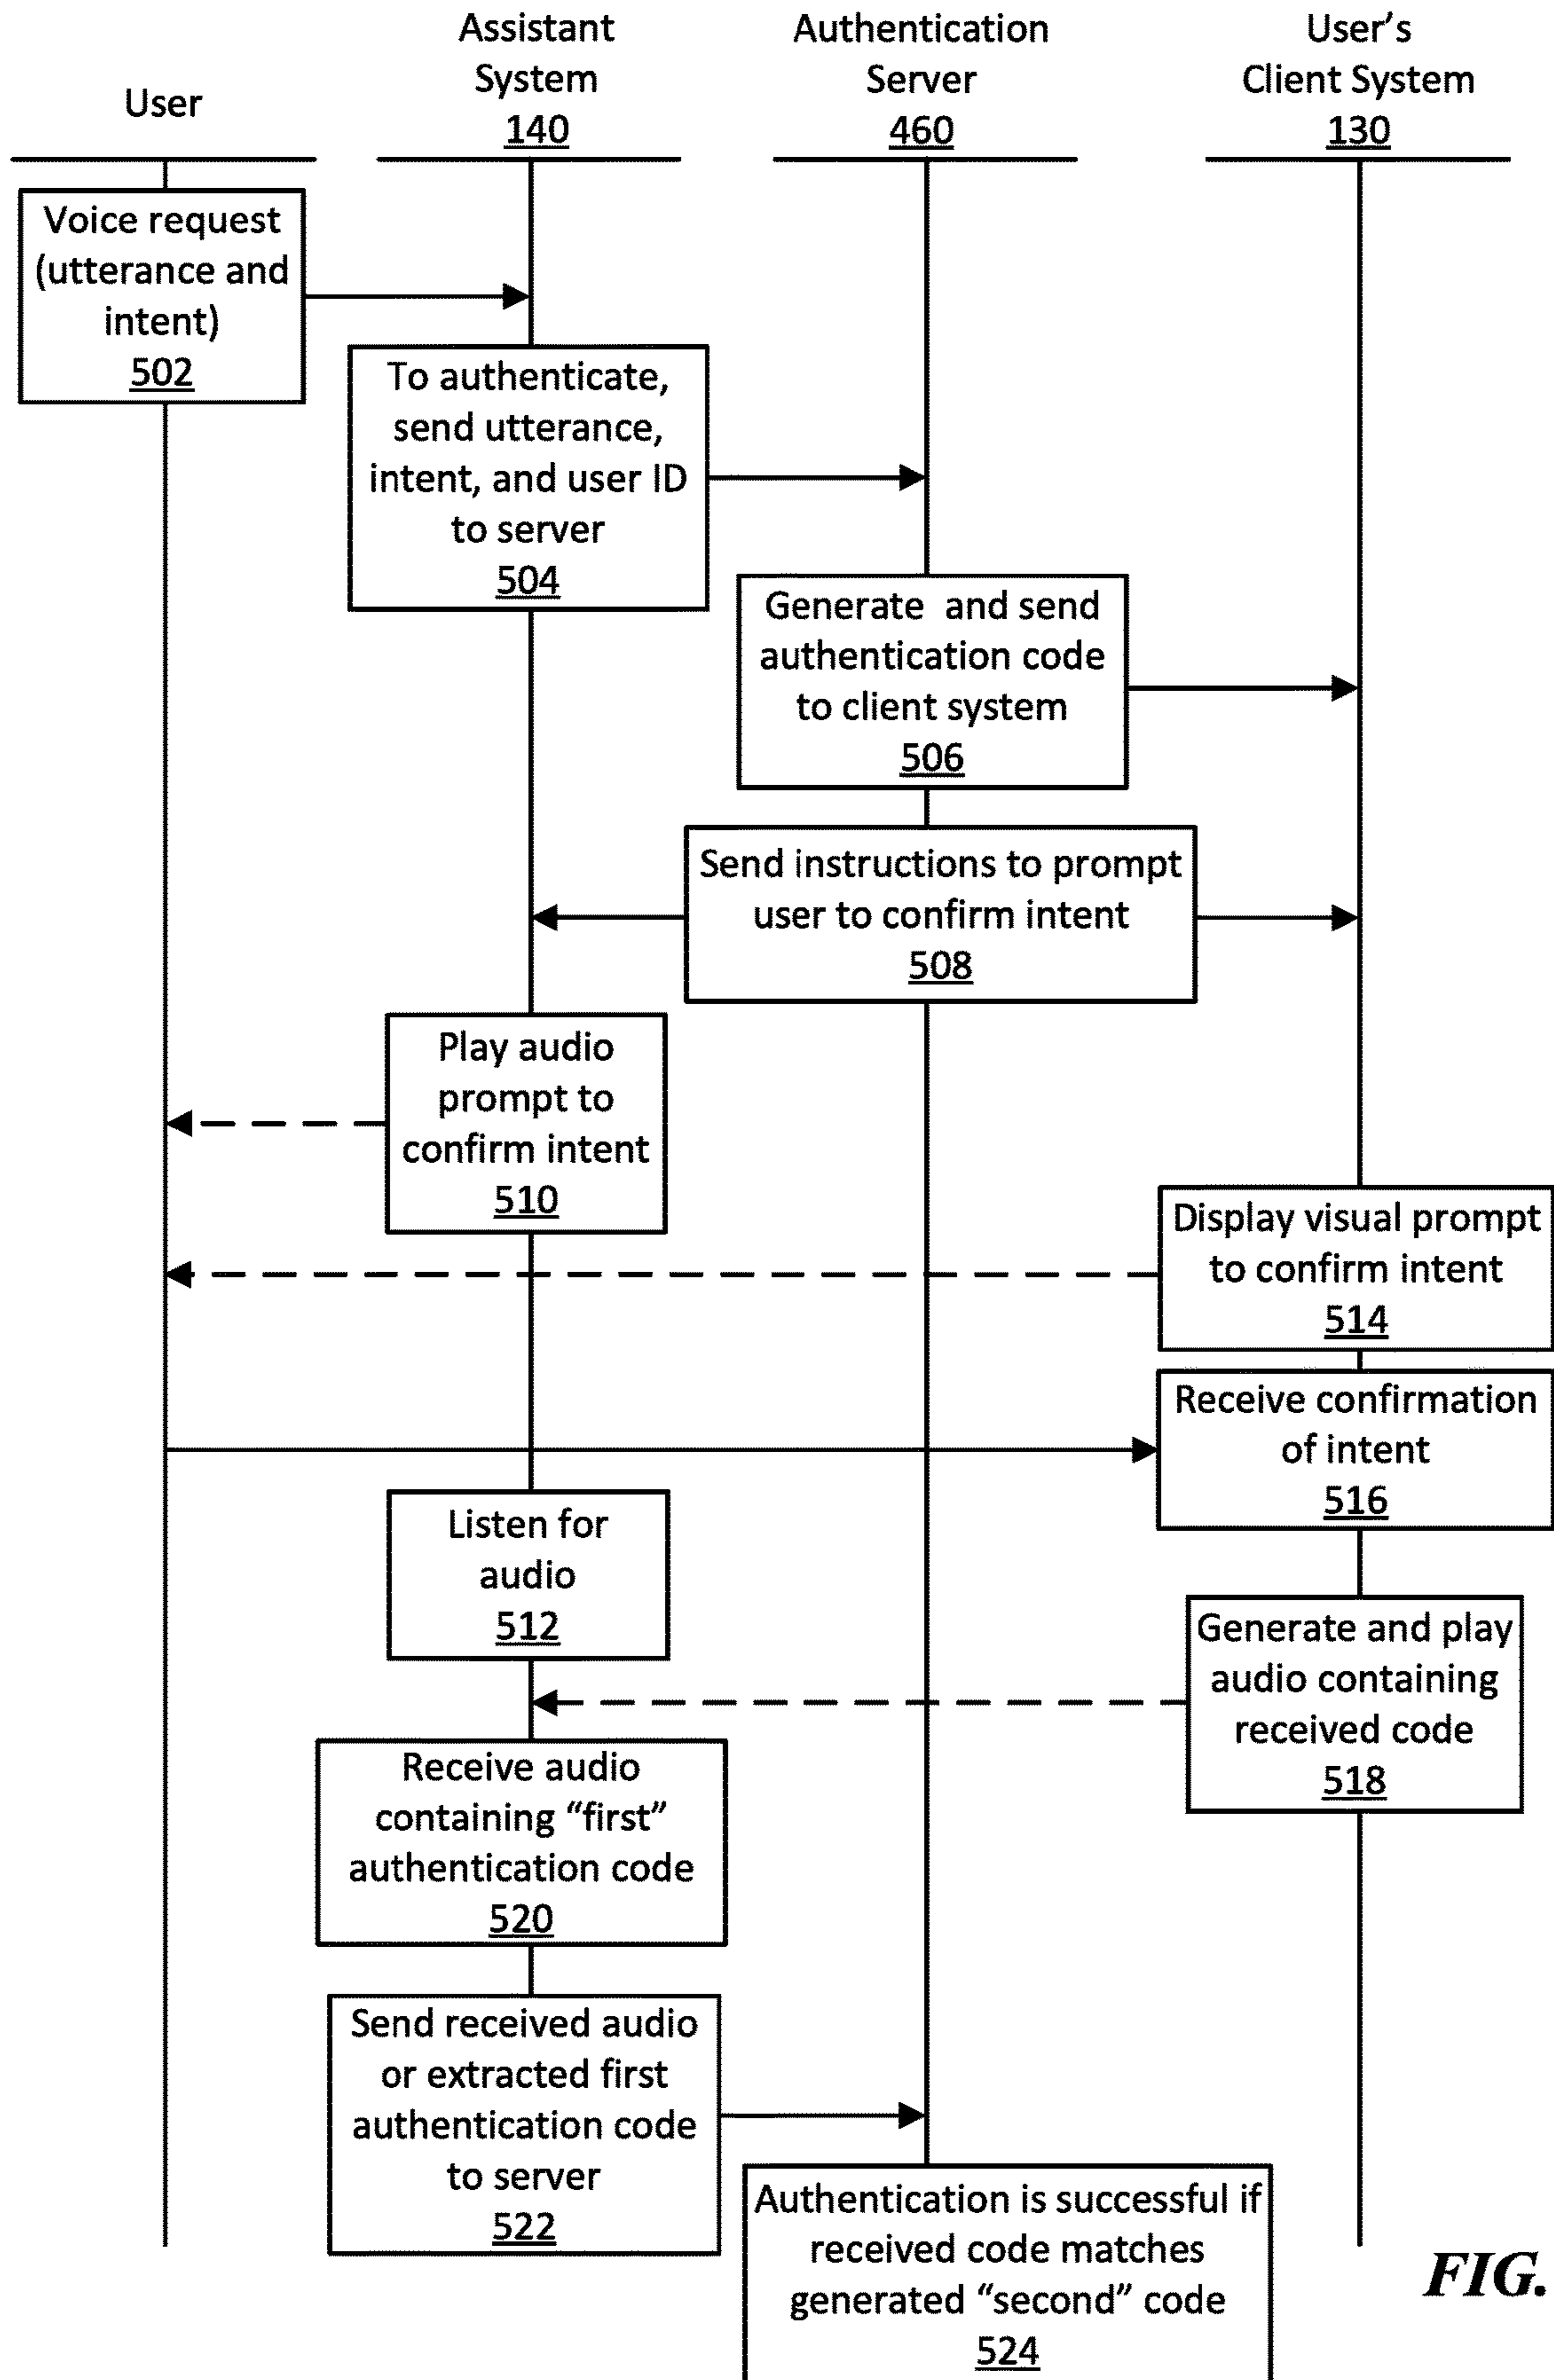 User
Assistant
System
140
Authentication
Server
460
User’s
Client System
130
Voice request
(utterance and
intent)
502
To authenticate,
send utterance,
intent, and user ID
to server
504
Generate and send
authentication code
to client system
506
Send instructions to prompt
user to confirm intent
508
Play audio
prompt to
confirm intent
510
Display visual prompt
to confirm intent
514
Receive confirmation
of intent
516
Listen for
audio
512
Generate and play
audio containing
received code
518
Receive audio
containing “first”
authentication code
520
Send received audio
or extracted first
authentication code
to server
522
Authentication is successful if
received code matches
generated “second” code
524
FIG.